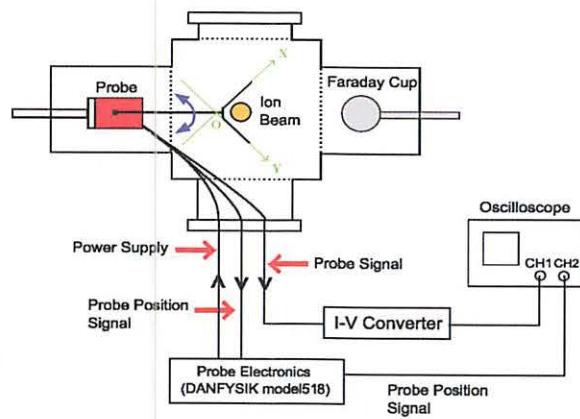 Probe
X
Ion
Beam
O
Y
Faraday Cup
Oscilloscope
CH1 CH2
Power Supply
Probe Signal
Probe Position
Signal
I-V Converter
Probe Electronics
(DANFYSIK model518)
Probe Position
Signal